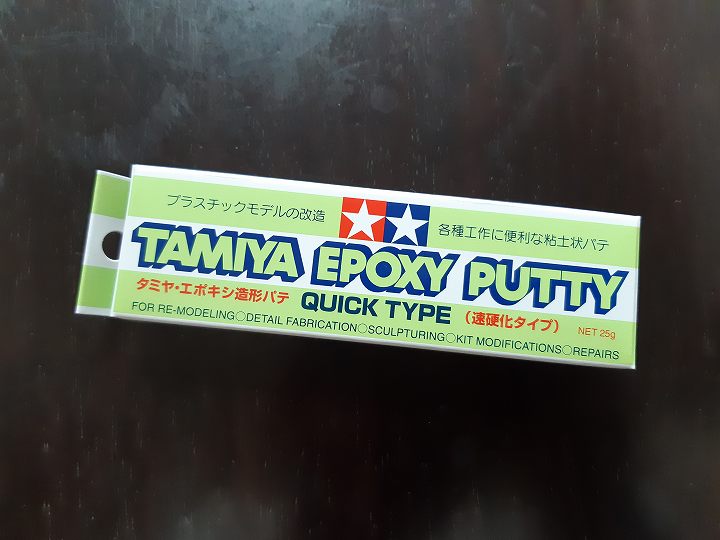 プラスチックモデルの改造
各種工作に便利な粘土状パテ
TAMIYA EPOXY PUTTY
タミヤ・エポキシ造形パテ QUICK TYPE (速硬化タイプ) NET 25g
FOR RE-MODELING○DETAIL FABRICATION○SCULPTURING○KIT MODIFICATIONS○REPAIRS